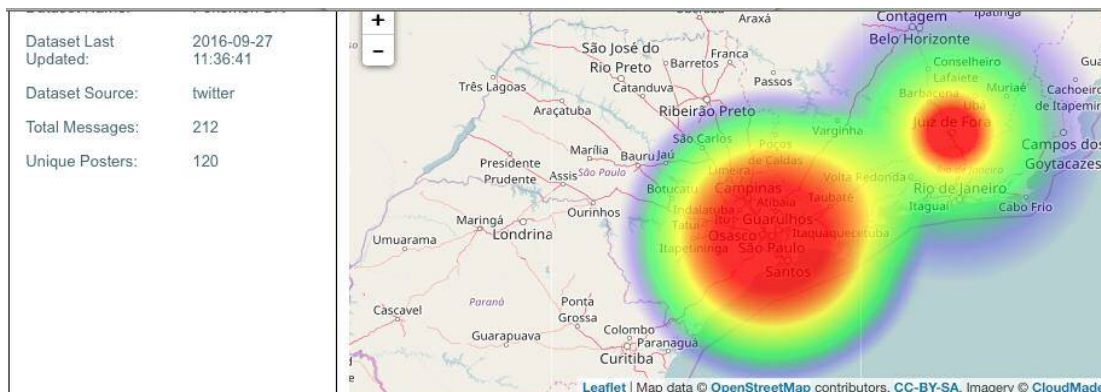 Dataset Last Updated: 2016-09-27 11:36:41
Dataset Source: twitter
Total Messages: 212
Unique Posters: 120
+
-
Araxá
Contagem
Belo Horizonte
São José do Rio Preto
Barretos
Franca
Passos
Conselheiro Lafaiete
Três Lagoas
Catanduva
Barbacena
Ubá
Muriaé
Cachoeiro de Itapemir
Araçatuba
Ribeirão Preto
Varginha
Juiz de Fora
São Carlos
Poços de Caldas
Campos dos Goytacazes
Presidente Prudente
Marília
Bauru
Jaú
Limeira
Volta Redonda
Rio de Janeiro
Assis
São Paulo
Botucatu
Campinas
Atibaia
Taubaté
Rio de Janeiro
Itaguaí
Cabo Frio
Maringá
Ourinhos
Indaiatuba
Itu
Guarulhos
Tatuí
Osasco
Itaquaquecetuba
Umuarama
Londrina
Itapetininga
São Paulo
Santos
Cascavel
Paraná
Ponta Grossa
Guarapuava
Colombo
Paranaguá
Curitiba
Leaflet | Map data © OpenStreetMap contributors, CC-BY-SA, Imagery © CloudMade